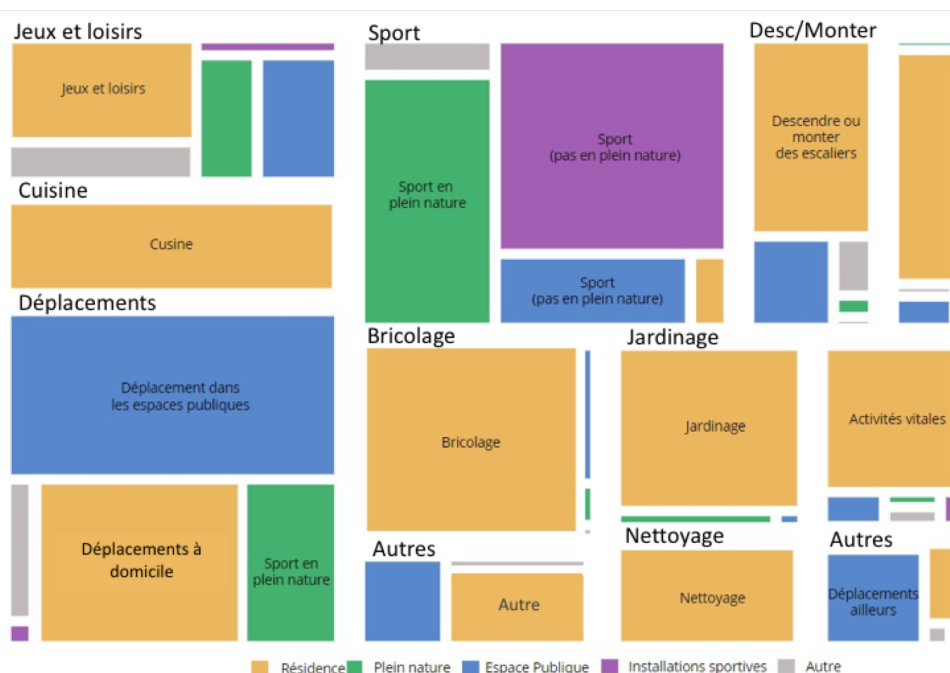 Jeux et loisirs
Jeux et loisirs
Cuisine
Cusine
Déplacements
Déplacement dans
les espaces publiques
Déplacements à
domicile
Sport en
plein nature
Sport
Sport en
plein nature
Sport
(pas en plein nature)
Sport
(pas en plein nature)
Desc/Monter
Descendre ou
monter
des escaliers
Bricolage
Bricolage
Jardinage
Jardinage
Activités vitales
Autres
Autre
Nettoyage
Nettoyage
Autres
Déplacements
ailleurs
Résidence Plein nature Espace Publique Installations sportives Autre